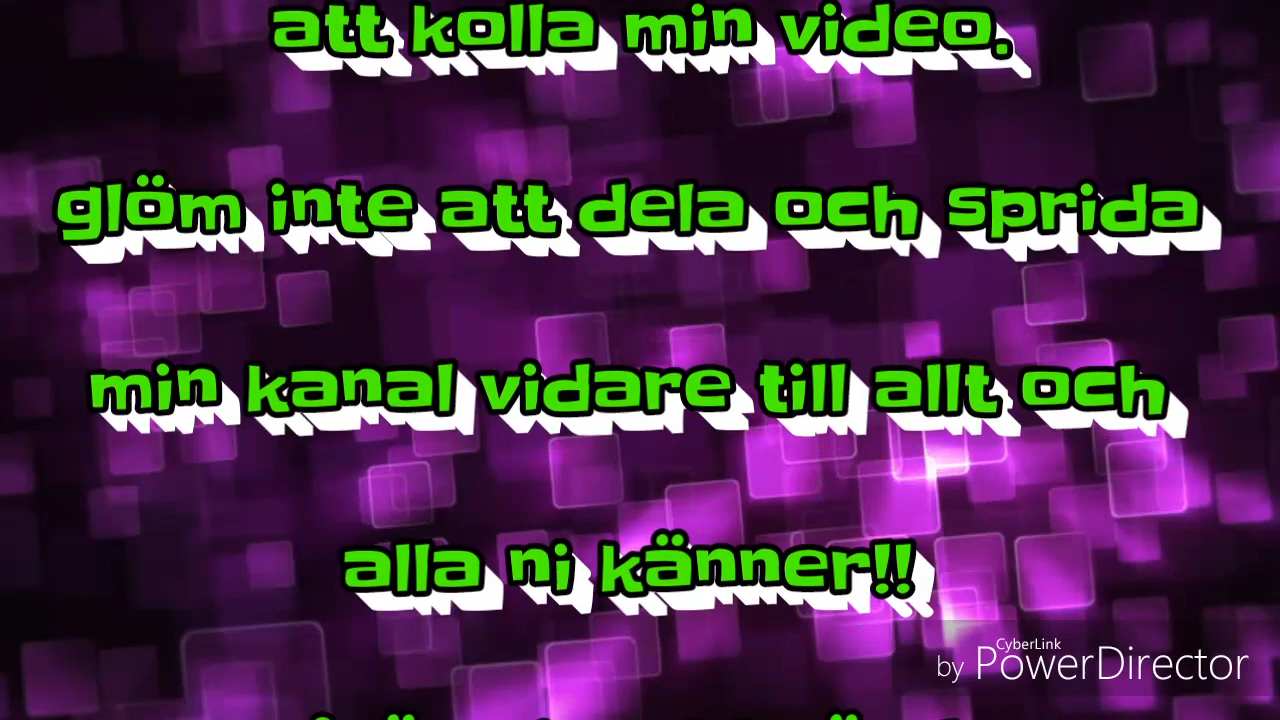 att kolla min video.
glöm inte att dela och sprida
min kanal vidare till allt och
alla ni känner!!
CyberLink
by PowerDirector